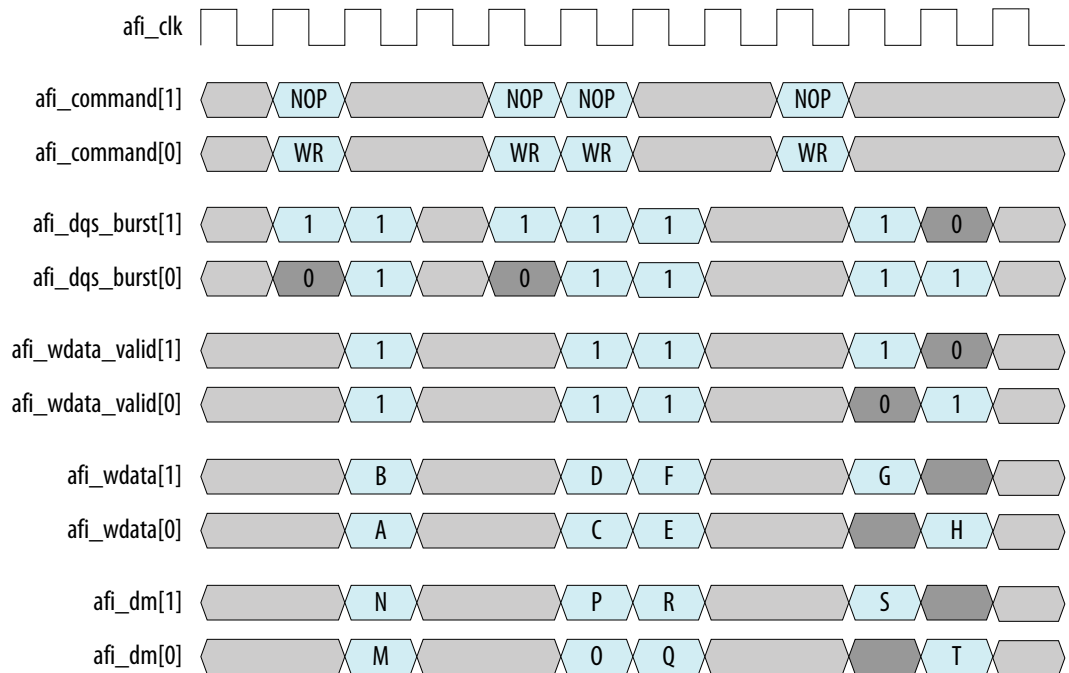 afi_clk
afi_command[1] NOP NOP NOP NOP
afi_command[0] WR WR WR WR
afi_dqs_burst[1] 1 1 1 1 1 1 0
afi_dqs_burst[0] 0 1 0 1 1 1 1
afi_wdata_valid[1] 1 1 1 1 0
afi_wdata_valid[0] 1 1 1 0 1
afi_wdata[1] B D F G
afi_wdata[0] A C E H
afi_dm[1] N P R S
afi_dm[0] M O Q T